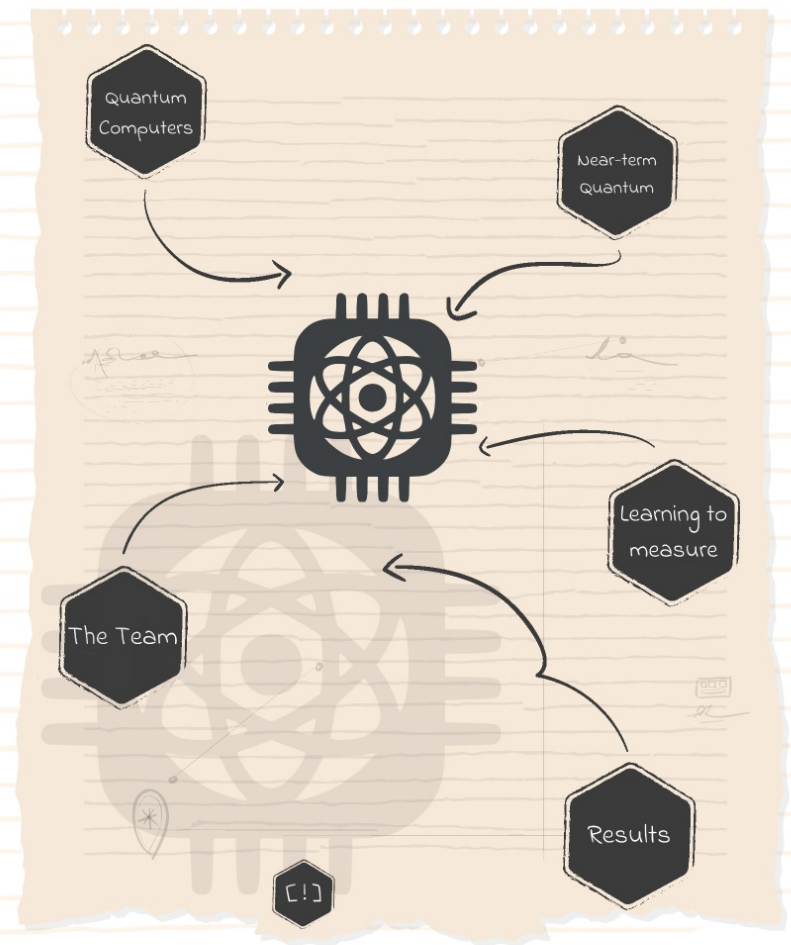 Quantum
Computers
Near-term
Quantum
Learning to
measure
The Team
Results
[!]